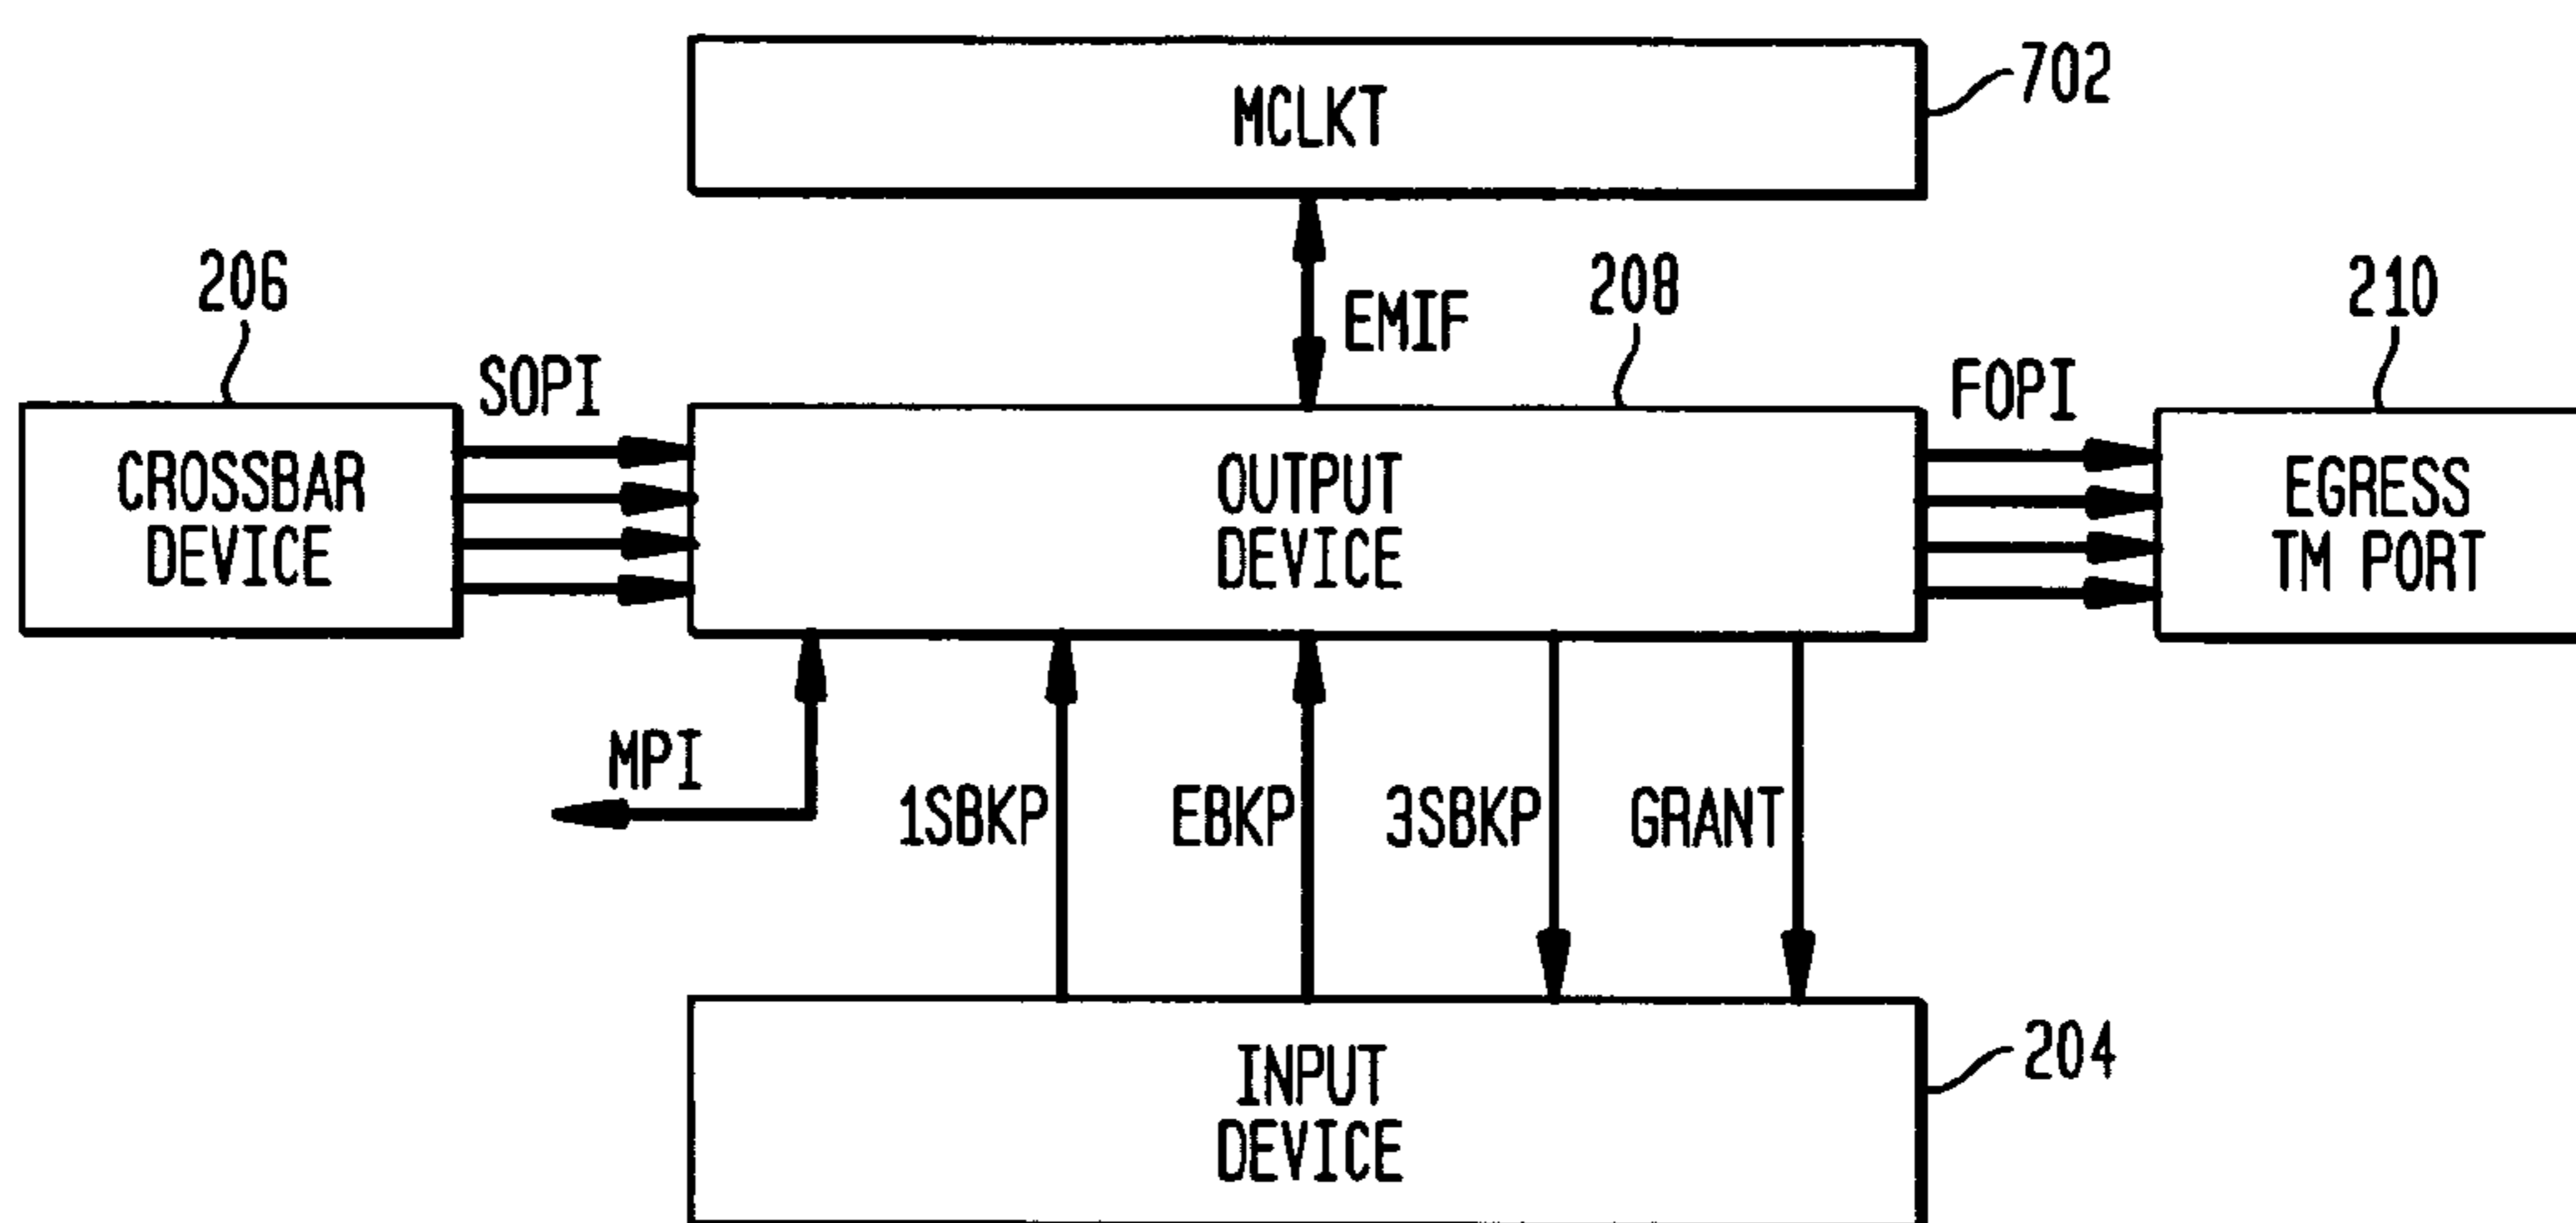 MCLKT
702
206
SOPI
EMIF
208
FOPI
210
CROSSBAR
DEVICE
OUTPUT
DEVICE
EGRESS
TM PORT
MPI
1SBKP
EBKP
3SBKP
GRANT
INPUT
DEVICE
204